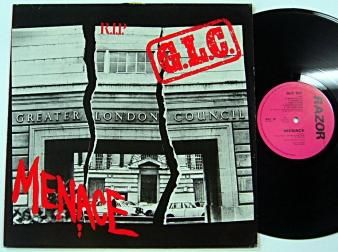 R.I.P.
G.L.C.
GREATER LONDON COUNCIL
MENACE
RAZOR
MENACE